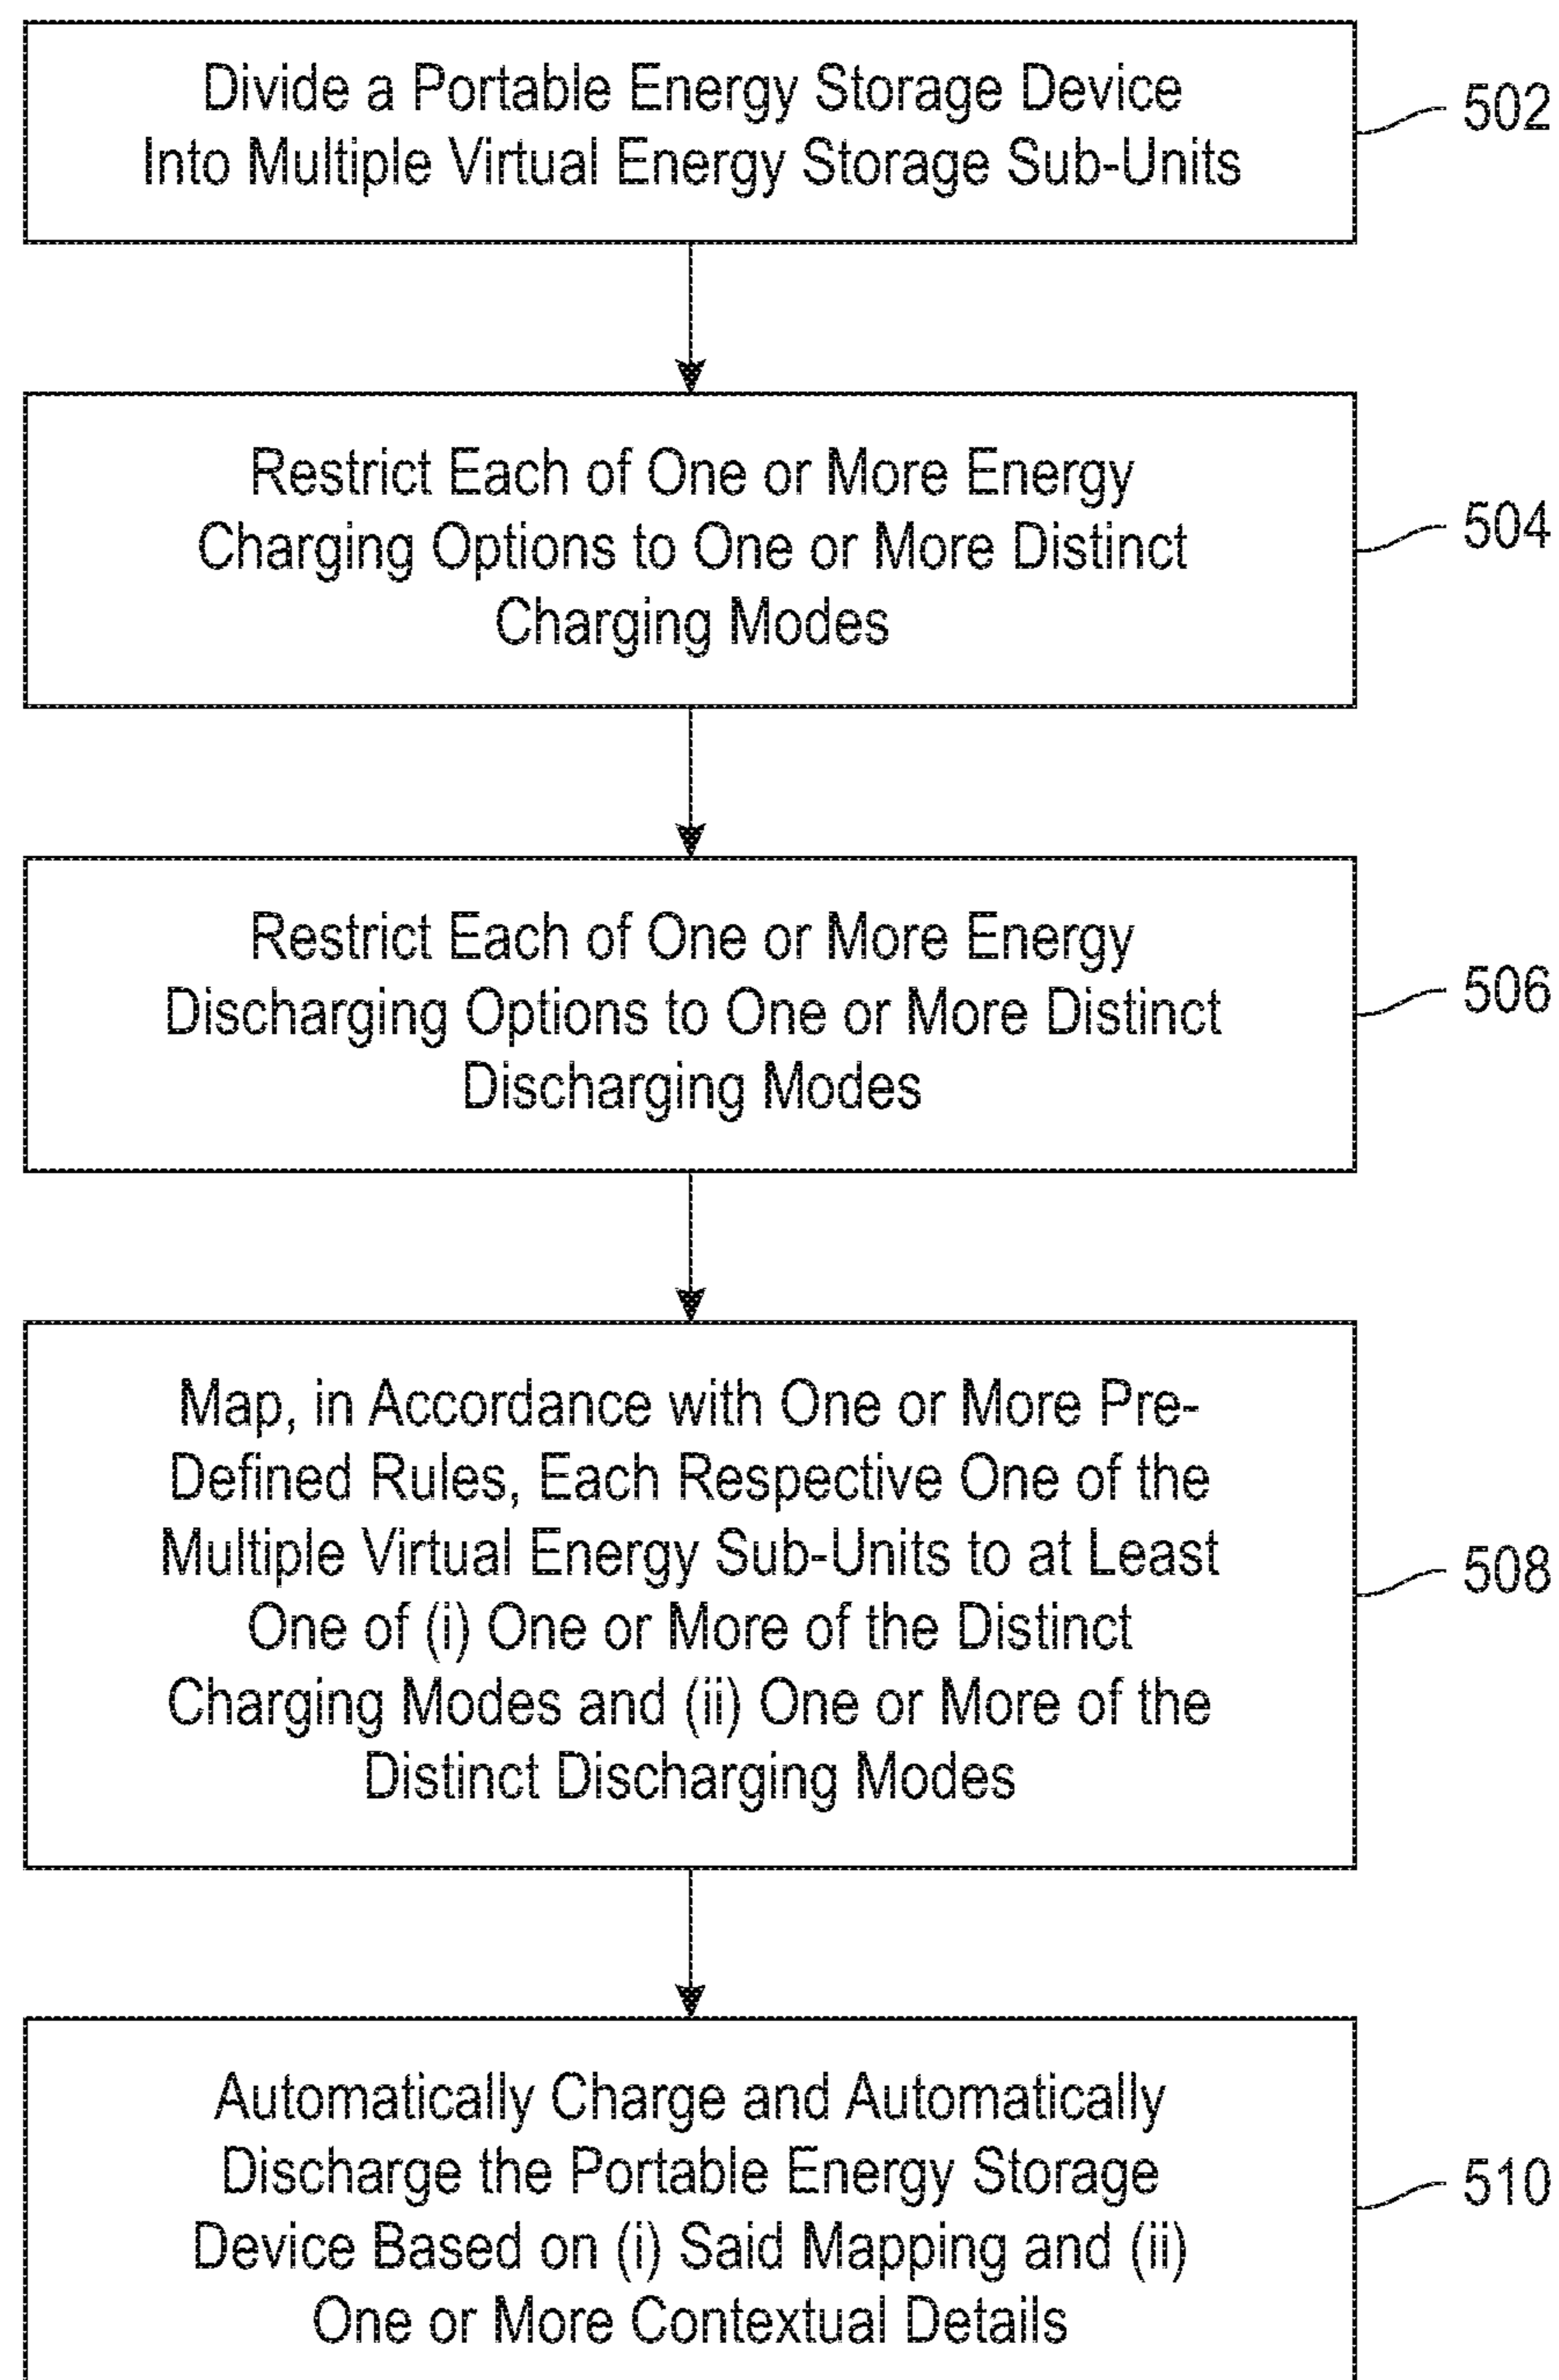 Divide a Portable Energy Storage Device
Into Multiple Virtual Energy Storage Sub-Units
502
Restrict Each of One or More Energy
Charging Options to One or More Distinct
Charging Modes
504
Restrict Each of One or More Energy
Discharging Options to One or More Distinct
Discharging Modes
506
Map, in Accordance with One or More Pre-
Defined Rules, Each Respective One of the
Multiple Virtual Energy Sub-Units to at Least
One of (i) One or More of the Distinct
Charging Modes and (ii) One or More of the
Distinct Discharging Modes
508
Automatically Charge and Automatically
Discharge the Portable Energy Storage
Device Based on (i) Said Mapping and (ii)
One or More Contextual Details
510